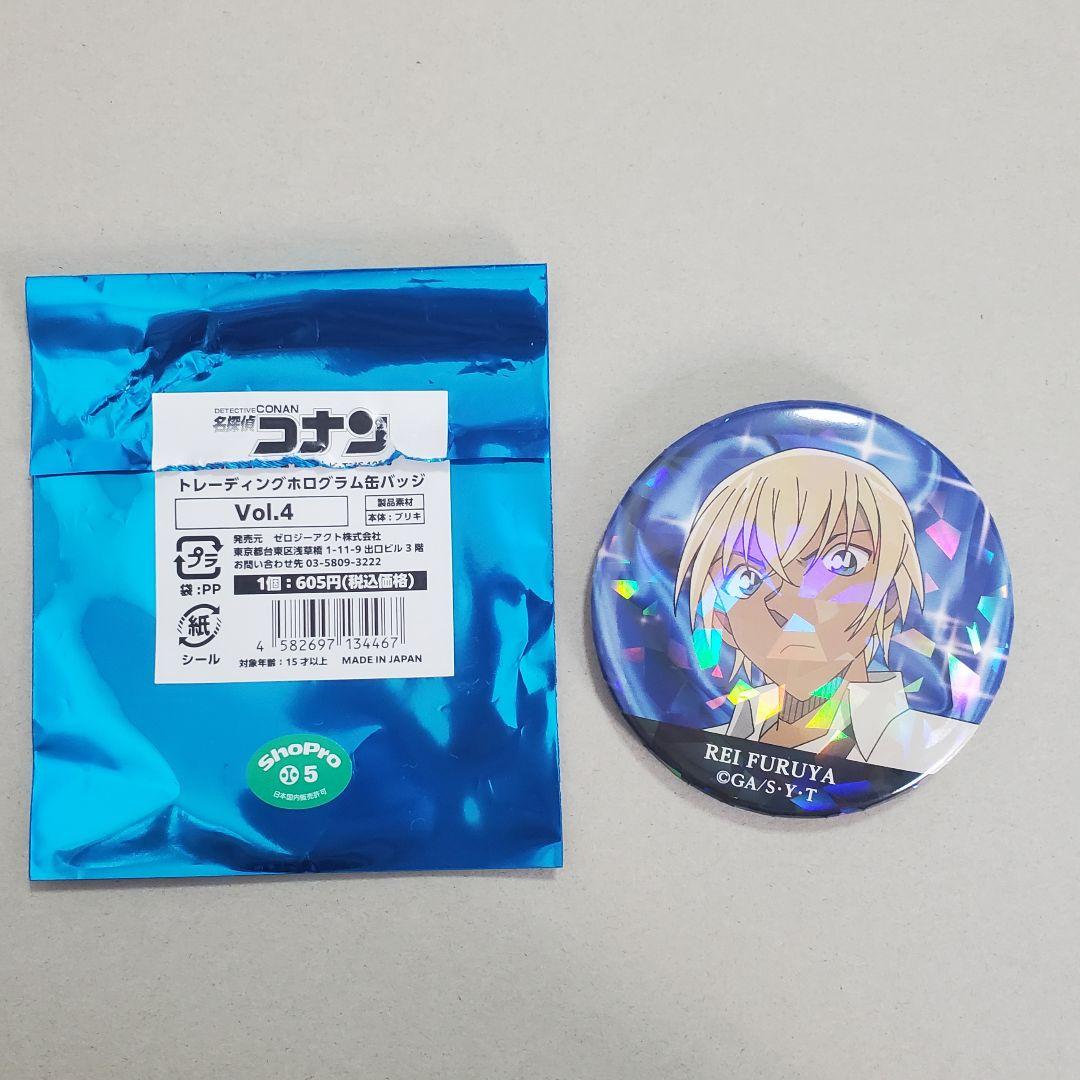 DETECTIVE CONAN
名探偵
コナン
トレーディングホログラム缶バッジ
Vol.4
製品素材
本体：ブリキ
発売元 ゼロジーアクト株式会社
東京都台東区浅草橋 1-11-9 出口ビル 3 階
お問い合わせ先 03-5809-3222
プラ
袋:PP
1個：605円(税込価格)
紙
シール
4 582697 134467
対象年齢：15 才以上 MADE IN JAPAN
ShoPro
5
日本国内販売許可
REI FURUYA
©GA/S・Y・T